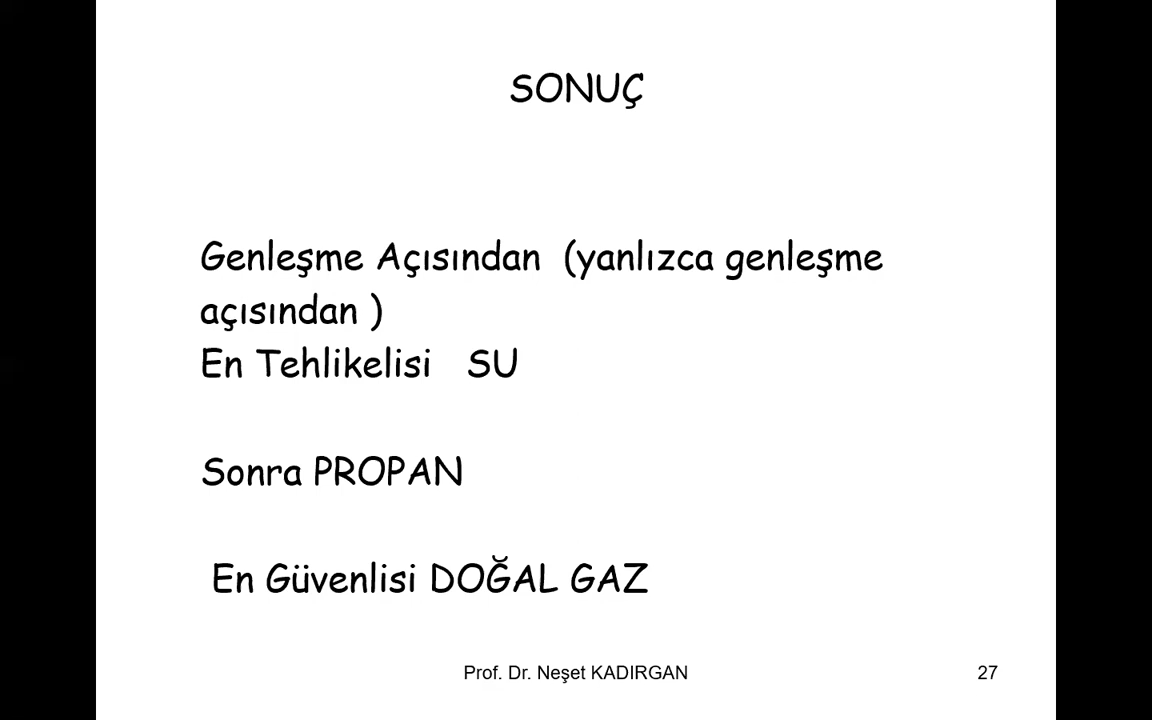 SONUÇ
Genleşme Açısından (yanlızca genleşme
açısından )
En Tehlikelisi SU
Sonra PROPAN
En Güvenlisi DOĞAL GAZ
Prof. Dr. Neşet KADIRGAN 27